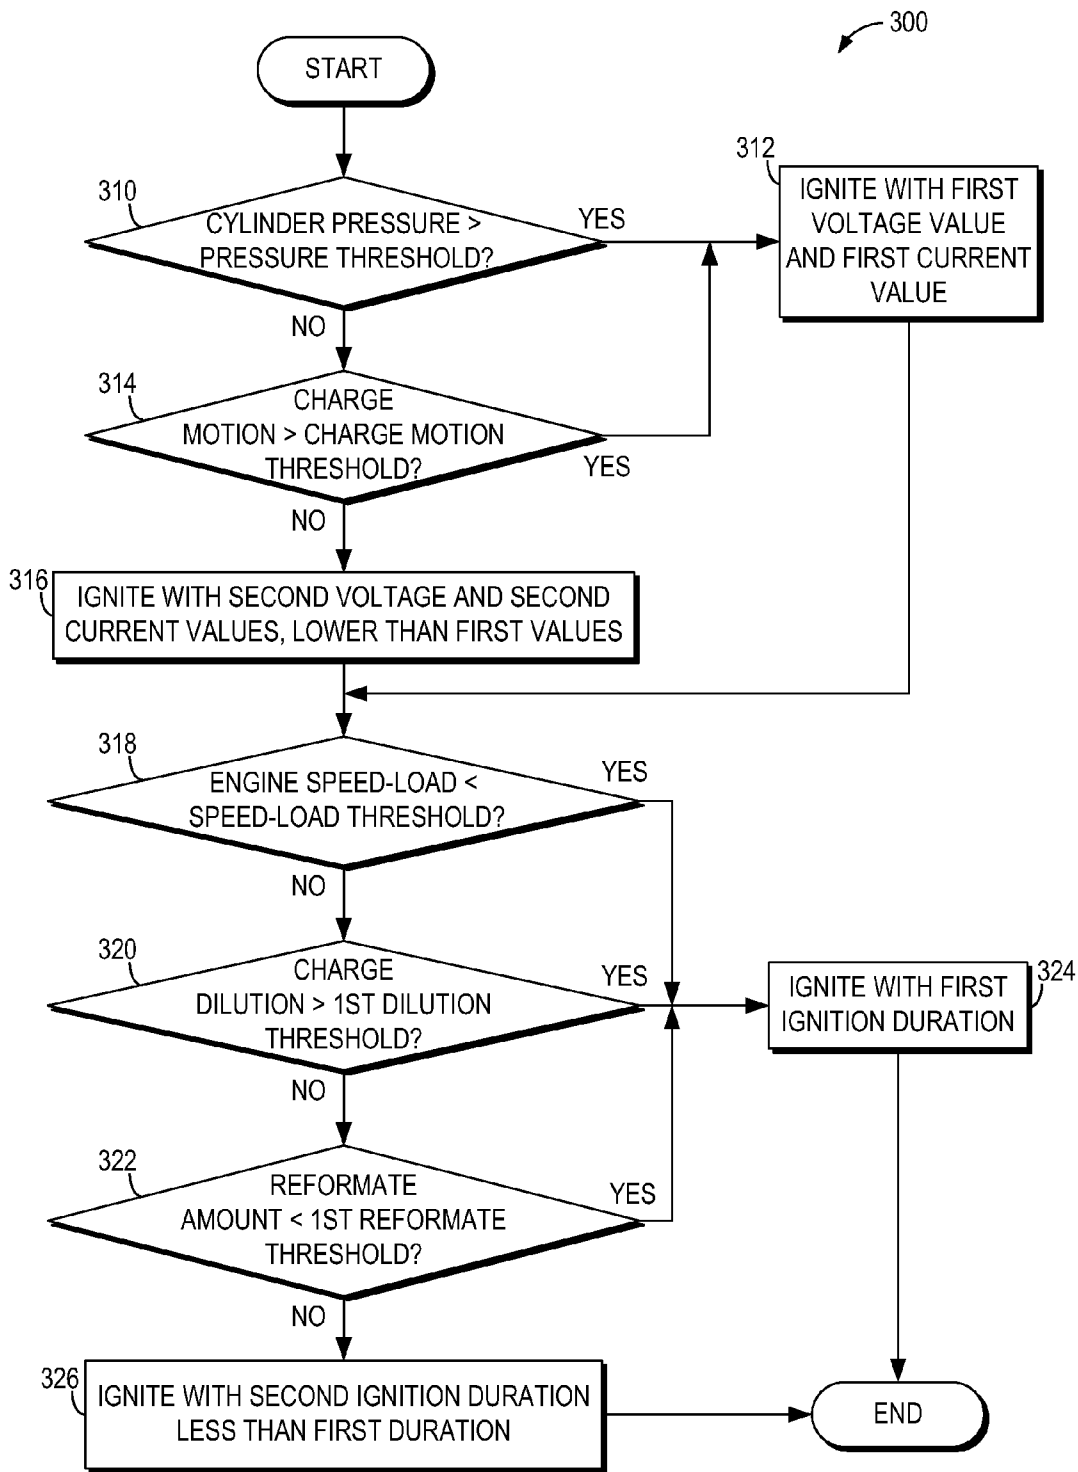 300
START
310
CYLINDER PRESSURE >
PRESSURE THRESHOLD?
YES
312
IGNITE WITH FIRST
VOLTAGE VALUE
AND FIRST CURRENT
VALUE
NO
314
CHARGE
MOTION > CHARGE MOTION
THRESHOLD?
YES
NO
316
IGNITE WITH SECOND VOLTAGE AND SECOND
CURRENT VALUES, LOWER THAN FIRST VALUES
318
ENGINE SPEED-LOAD <
SPEED-LOAD THRESHOLD?
YES
NO
320
CHARGE
DILUTION > 1ST DILUTION
THRESHOLD?
YES
324
IGNITE WITH FIRST
IGNITION DURATION
NO
322
REFORMATE
AMOUNT < 1ST REFORMATE
THRESHOLD?
YES
NO
326
IGNITE WITH SECOND IGNITION DURATION
LESS THAN FIRST DURATION
END